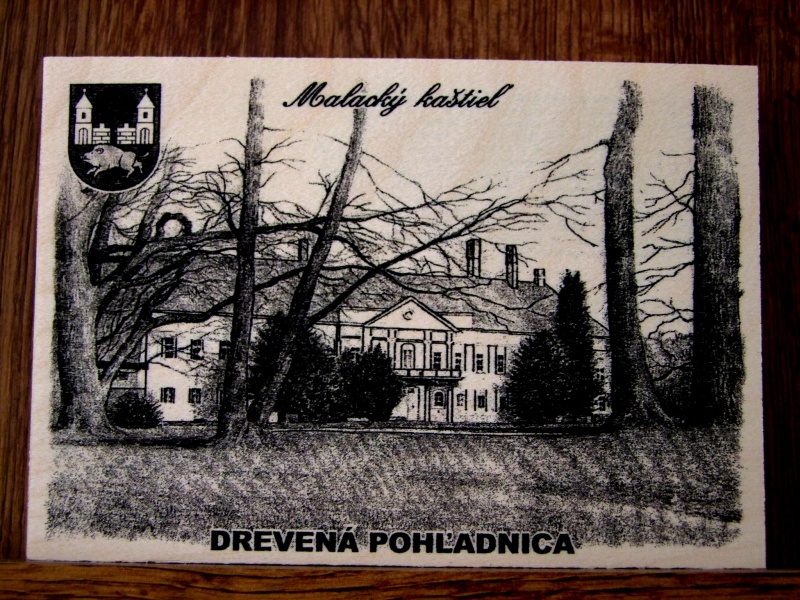 Malacký kaštieľ
DREVENÁ POHĽADNICA